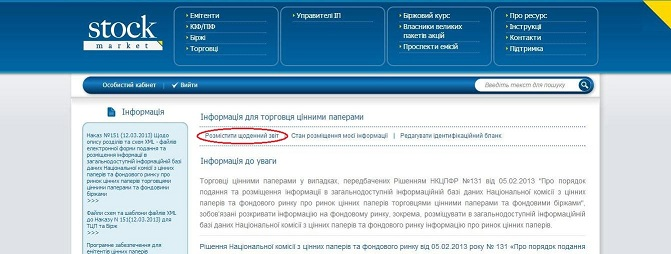 stock
market
Емітенти
КІФ/ПІФ
Біржі
Торговці
Управителі ІП
Біржовий курс
Власники великих
пакетів акцій
Проспекти емісій
Про ресурс
Інструкції
Контакти
Підтримка
Особистий кабінет | Вийти
Введіть текст для пошуку
Інформація
Наказ №151 (12.03.2013) Щодо
опису розділів та схем XML - файлів
електронної форми подання та
розміщення інформації в
загальнодоступній інформаційній базі
даних Національної комісії з цінних
паперів та фондового ринку про
ринок цінних паперів торговцями
цінними паперами та фондовими
біржами
>>>
Файли схем та шаблони файлів XML
до Наказу N 151(12.03.2013) для
ТЦП та Бірж
>>>
Програмне забезпечення для
емітентів цінних паперів
Інформація для торговця цінними паперами
Розмістити щоденний звіт | Стан розміщення моєї інформації | Редагувати ідентифікаційний бланк
Інформація до уваги
Торговці цінними паперами у випадках, передбачених Рішенням НКЦПФР №131 від 05.02.2013 "Про порядок
подання та розміщення інформації в загальнодоступній інформаційній базі даних Національної комісії з цінних
паперів та фондового ринку про ринок цінних паперів торговцями цінними паперами та фондовими біржами",
зобов'язані розкривати інформацію на фондовому ринку, зокрема, розміщувати в загальнодоступній інформаційній
базі даних Національної комісії з цінних паперів та фондового ринку
Рішення Національної комісії з цінних паперів та фондового ринку від 05.02.2013 року № 131 «Про порядок подання